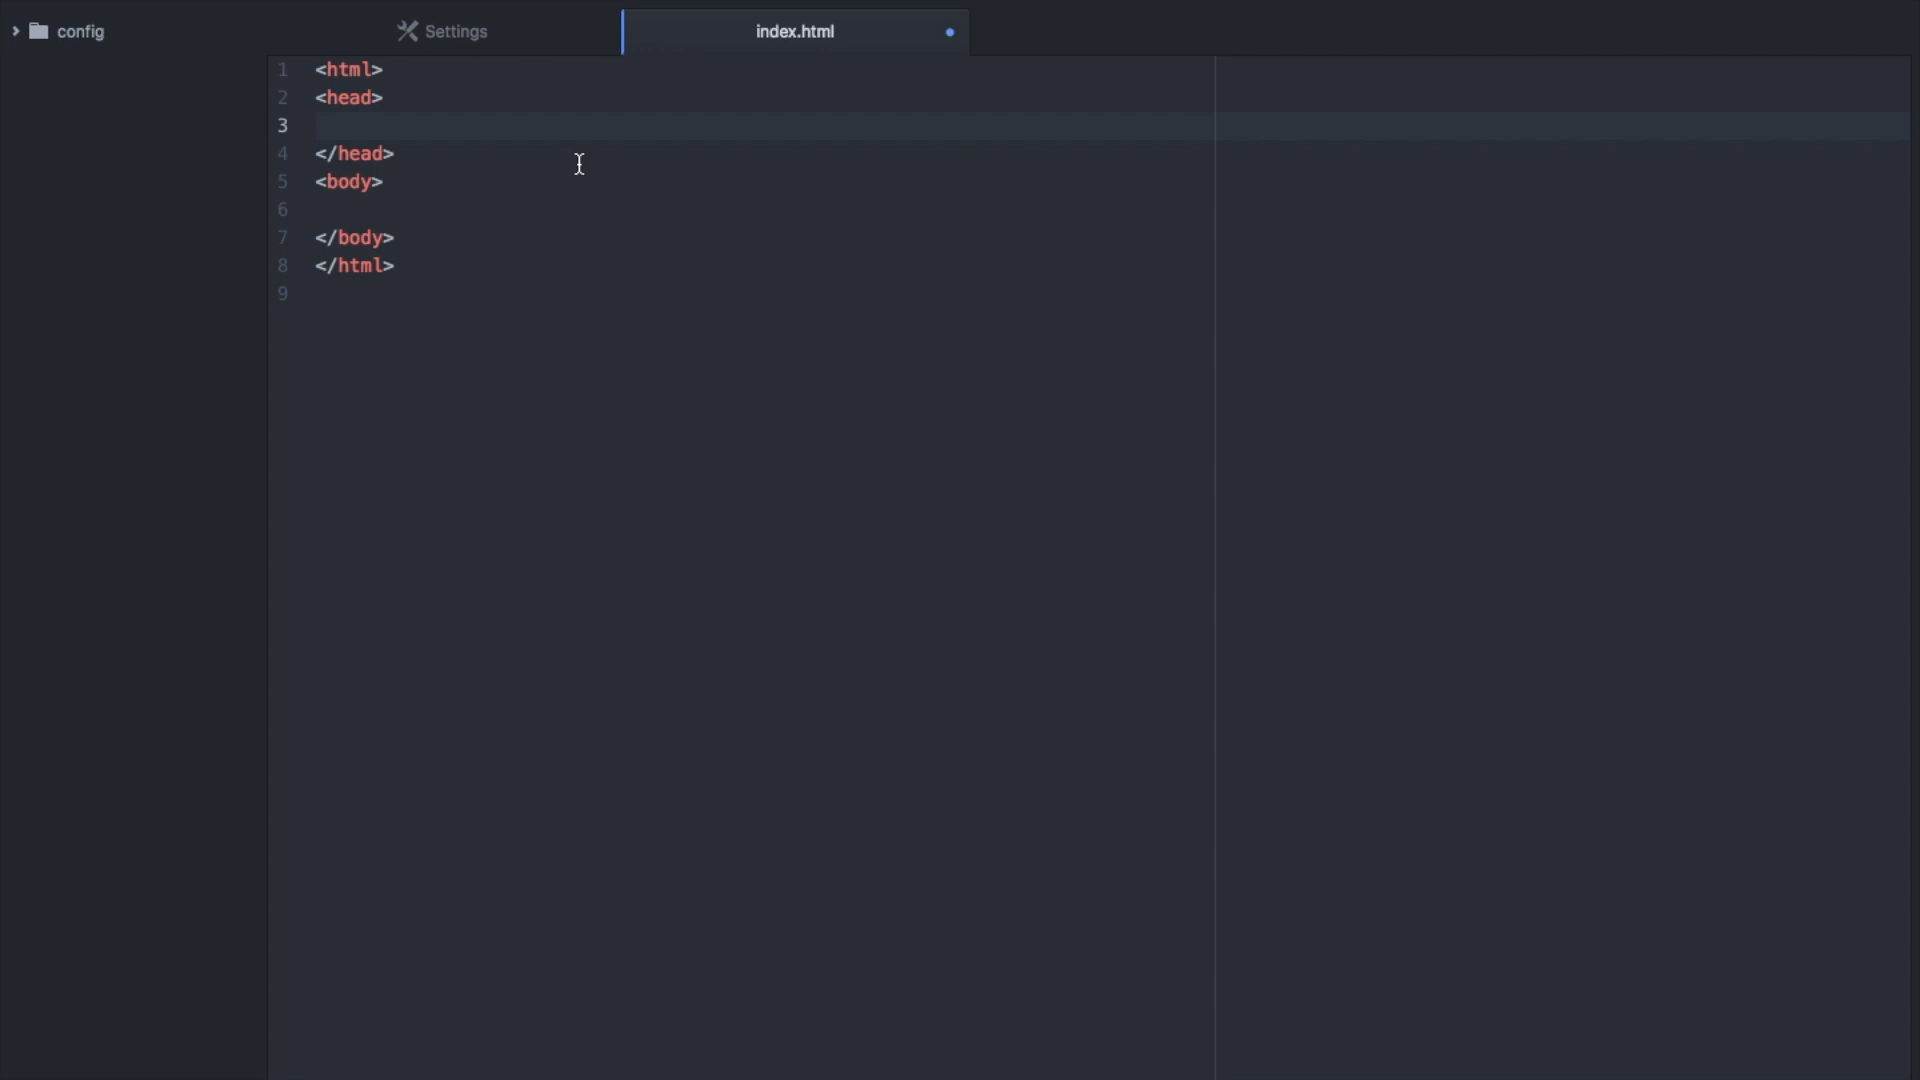 config
Settings
index.html
1 <html>
2 <head>
3
4 </head>
5 <body>
6
7 </body>
8 </html>
9